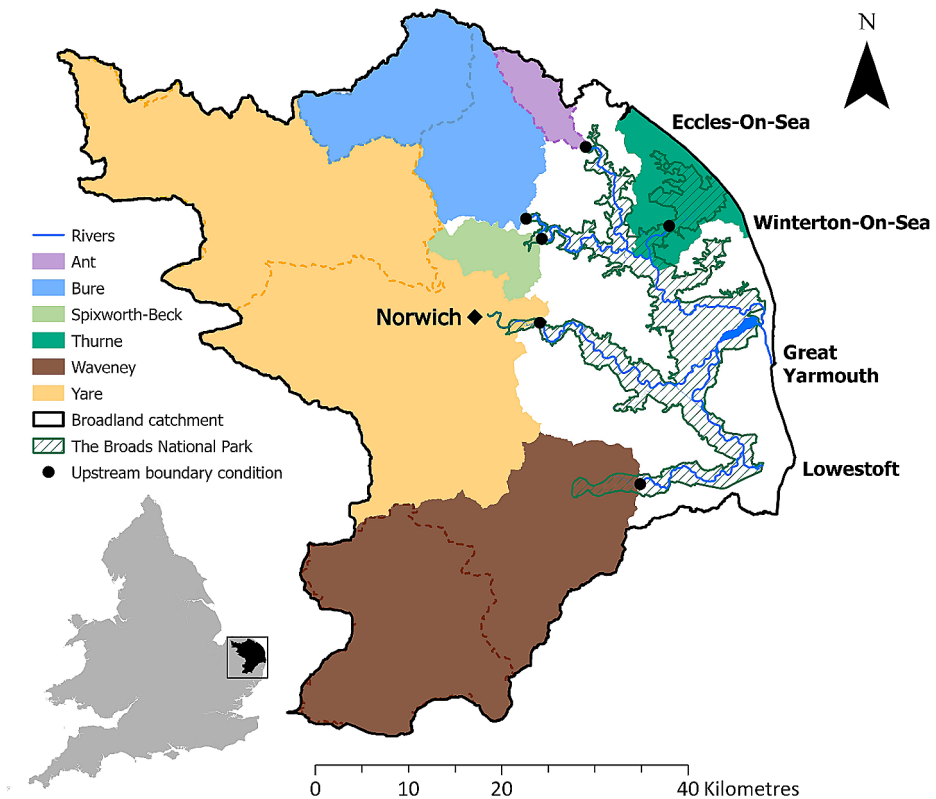 N
Eccles-On-Sea
Winterton-On-Sea
Rivers
Ant
Bure
Spixworth-Beck
Thurne
Waveney
Yare
Broadland catchment
The Broads National Park
Upstream boundary condition
Norwich
Great
Yarmouth
Lowestoft
0 10 20 40 Kilometres